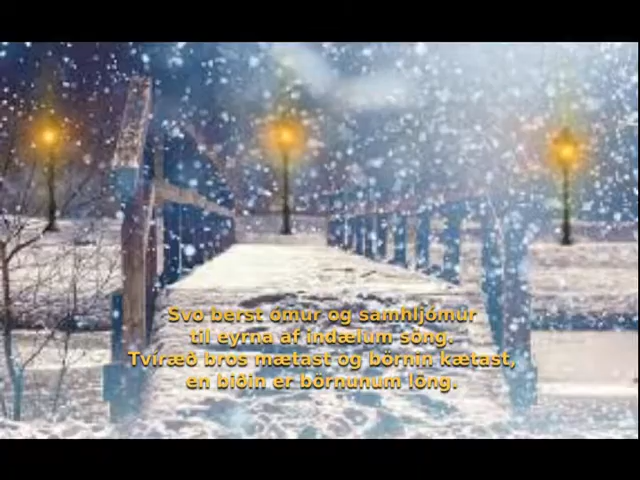 Svo berst ómur og samhljómur
til eyrna af indælum söng.
Tvíræð bros mætast og börnin kætast,
en biðin er börnunum löng.